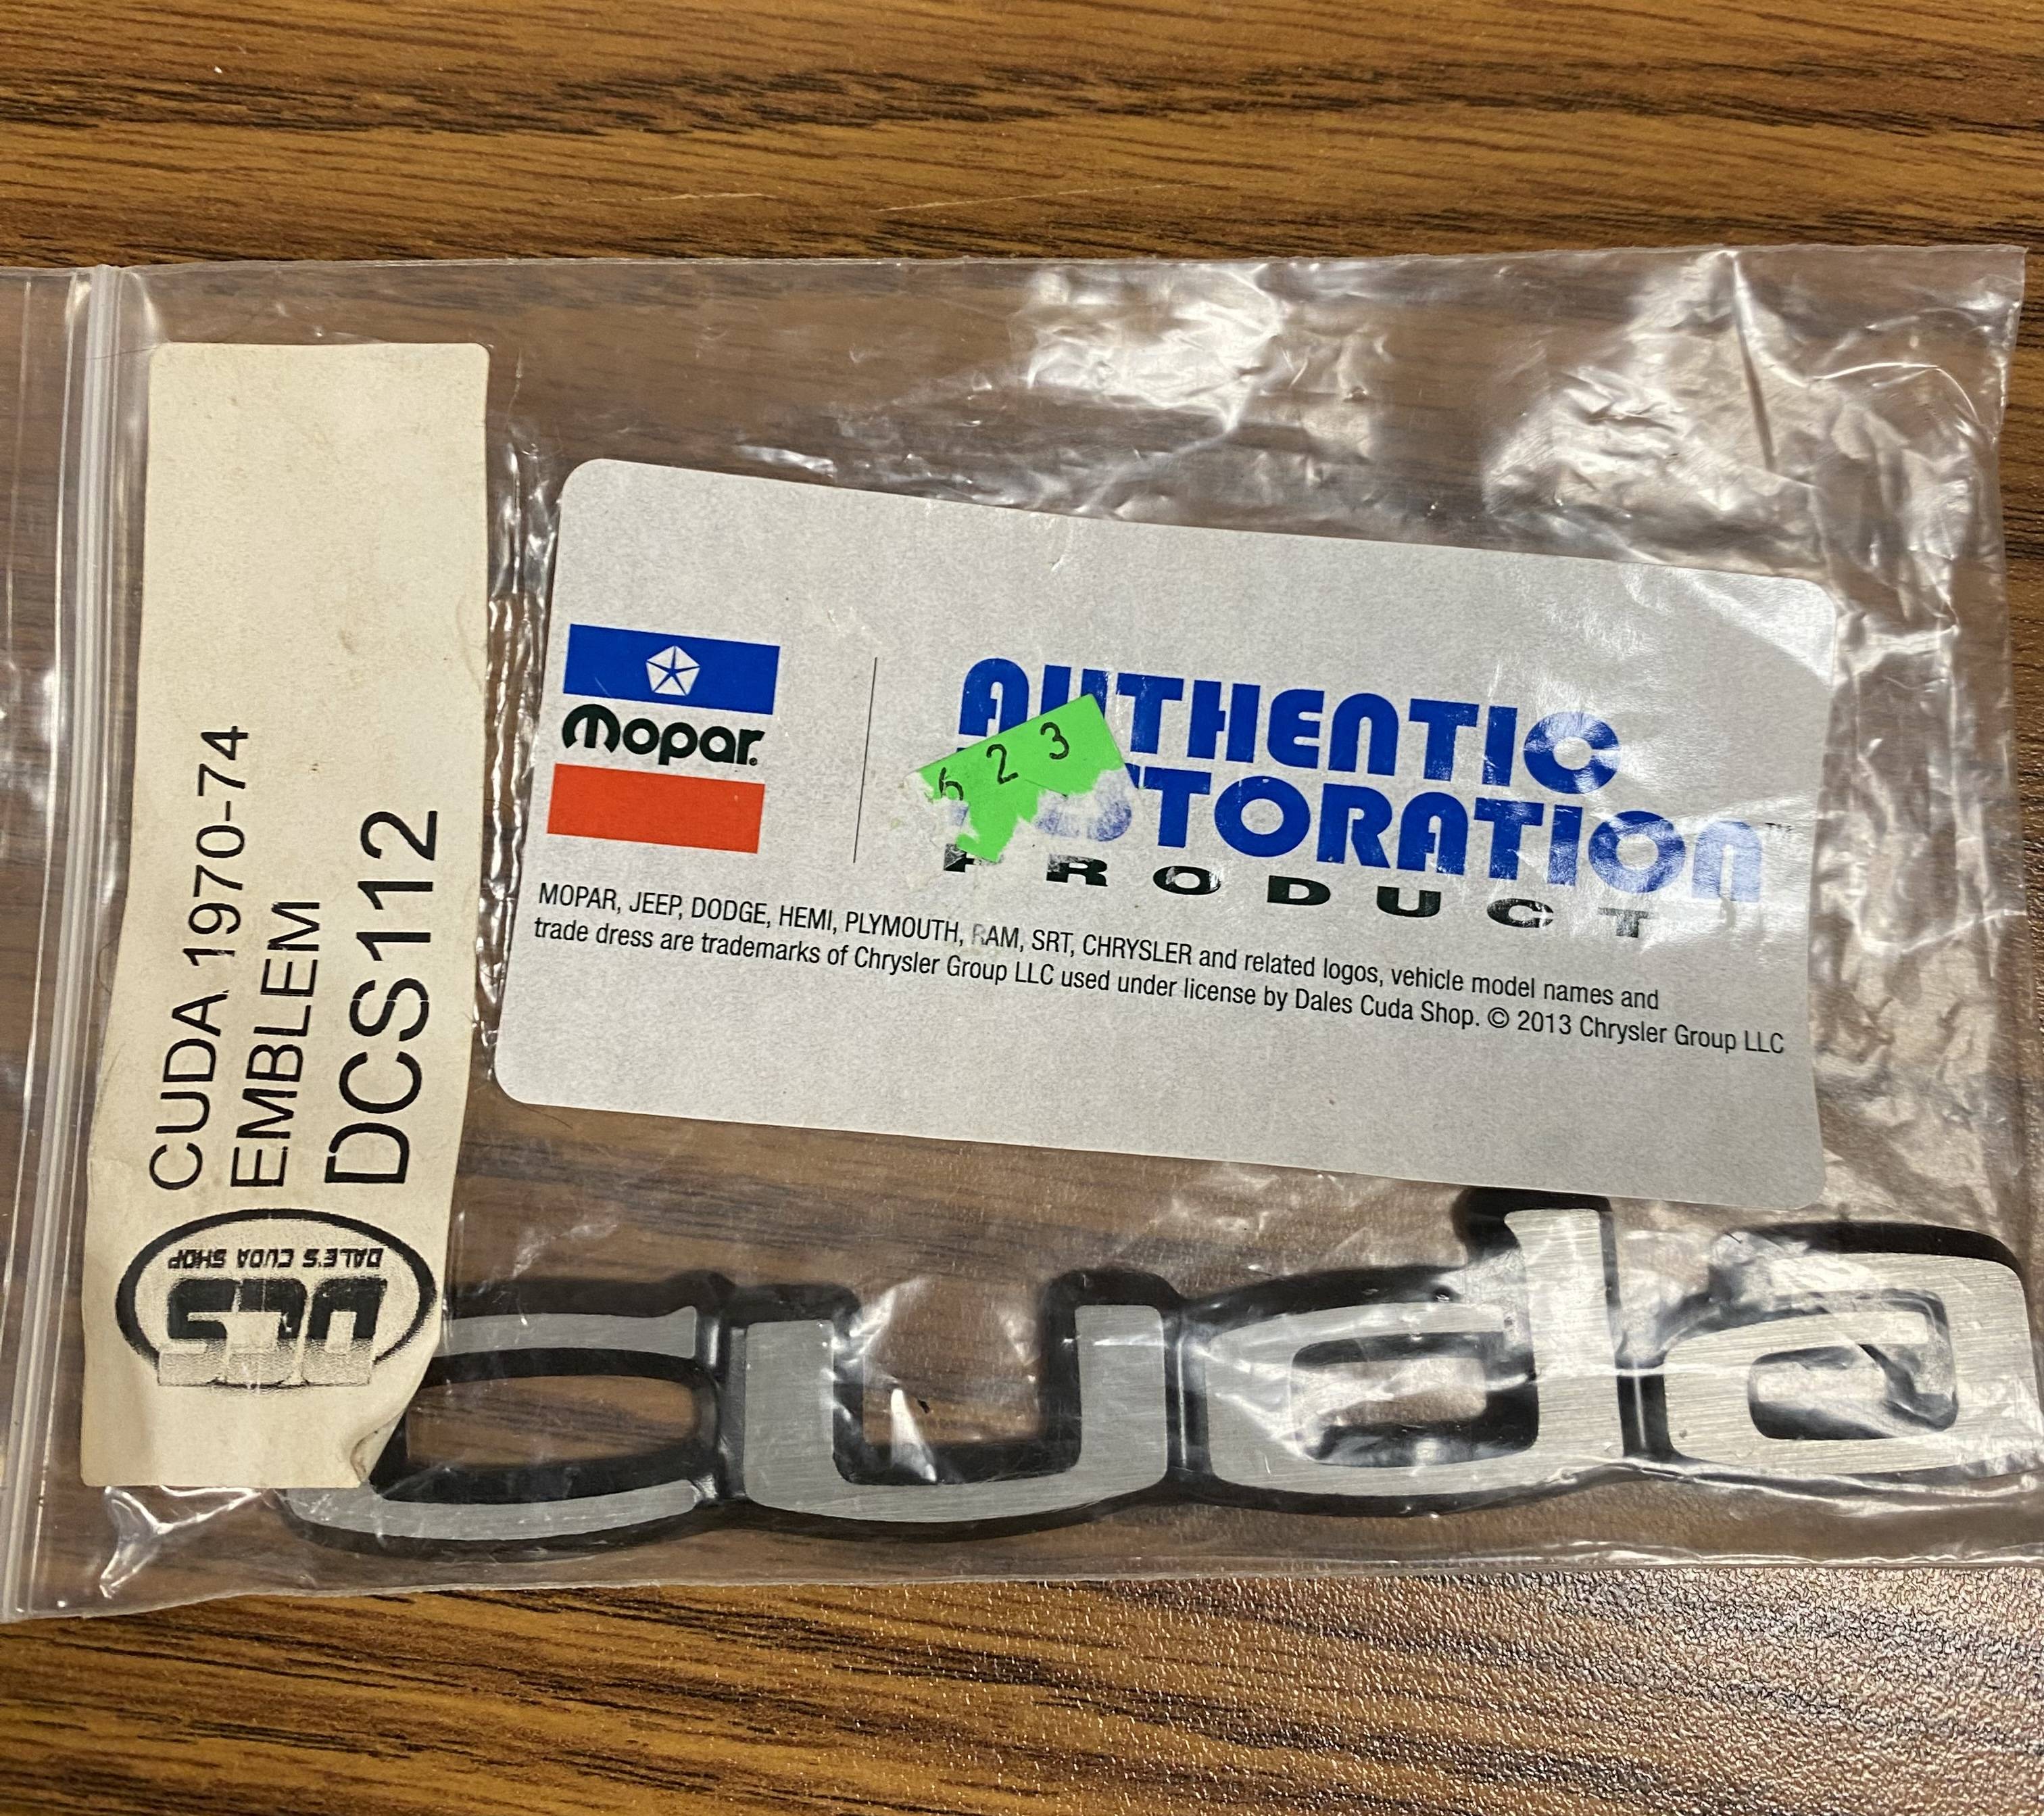 CUDA 1970-74
EMBLEM
DCS112
DALE'S CUDA SHOP
DCS
Mopar.
AUTHENTIC
RESTORATION™
PRODUCT
623
MOPAR, JEEP, DODGE, HEMI, PLYMOUTH, RAM, SRT, CHRYSLER and related logos, vehicle model names and
trade dress are trademarks of Chrysler Group LLC used under license by Dales Cuda Shop. © 2013 Chrysler Group LLC
cuda